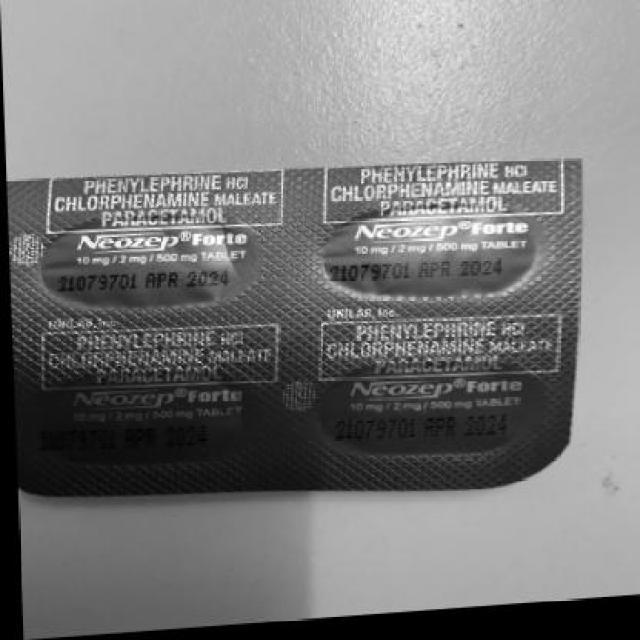 PHENYLEPHRINE HCl
CHLORPHENAMINE MALEATE
PARACETAMOL
Neozep® Forte
10 mg / 2 mg / 500 mg TABLET
21079701 APR 2024
PHENYLEPHRINE HCl
CHLORPHENAMINE MALEATE
PARACETAMOL
Neozep® Forte
10 mg / 2 mg / 500 mg TABLET
21079701 APR 2024
UNILAB, Inc.
PHENYLEPHRINE HCl
CHLORPHENAMINE MALEATE
PARACETAMOL
Neozep® Forte
10 mg / 2 mg / 500 mg TABLET
21079701 APR 2024
UNILAB, Inc.
PHENYLEPHRINE HCl
CHLORPHENAMINE MALEATE
PARACETAMOL
Neozep® Forte
10 mg / 2 mg / 500 mg TABLET
21079701 APR 2024